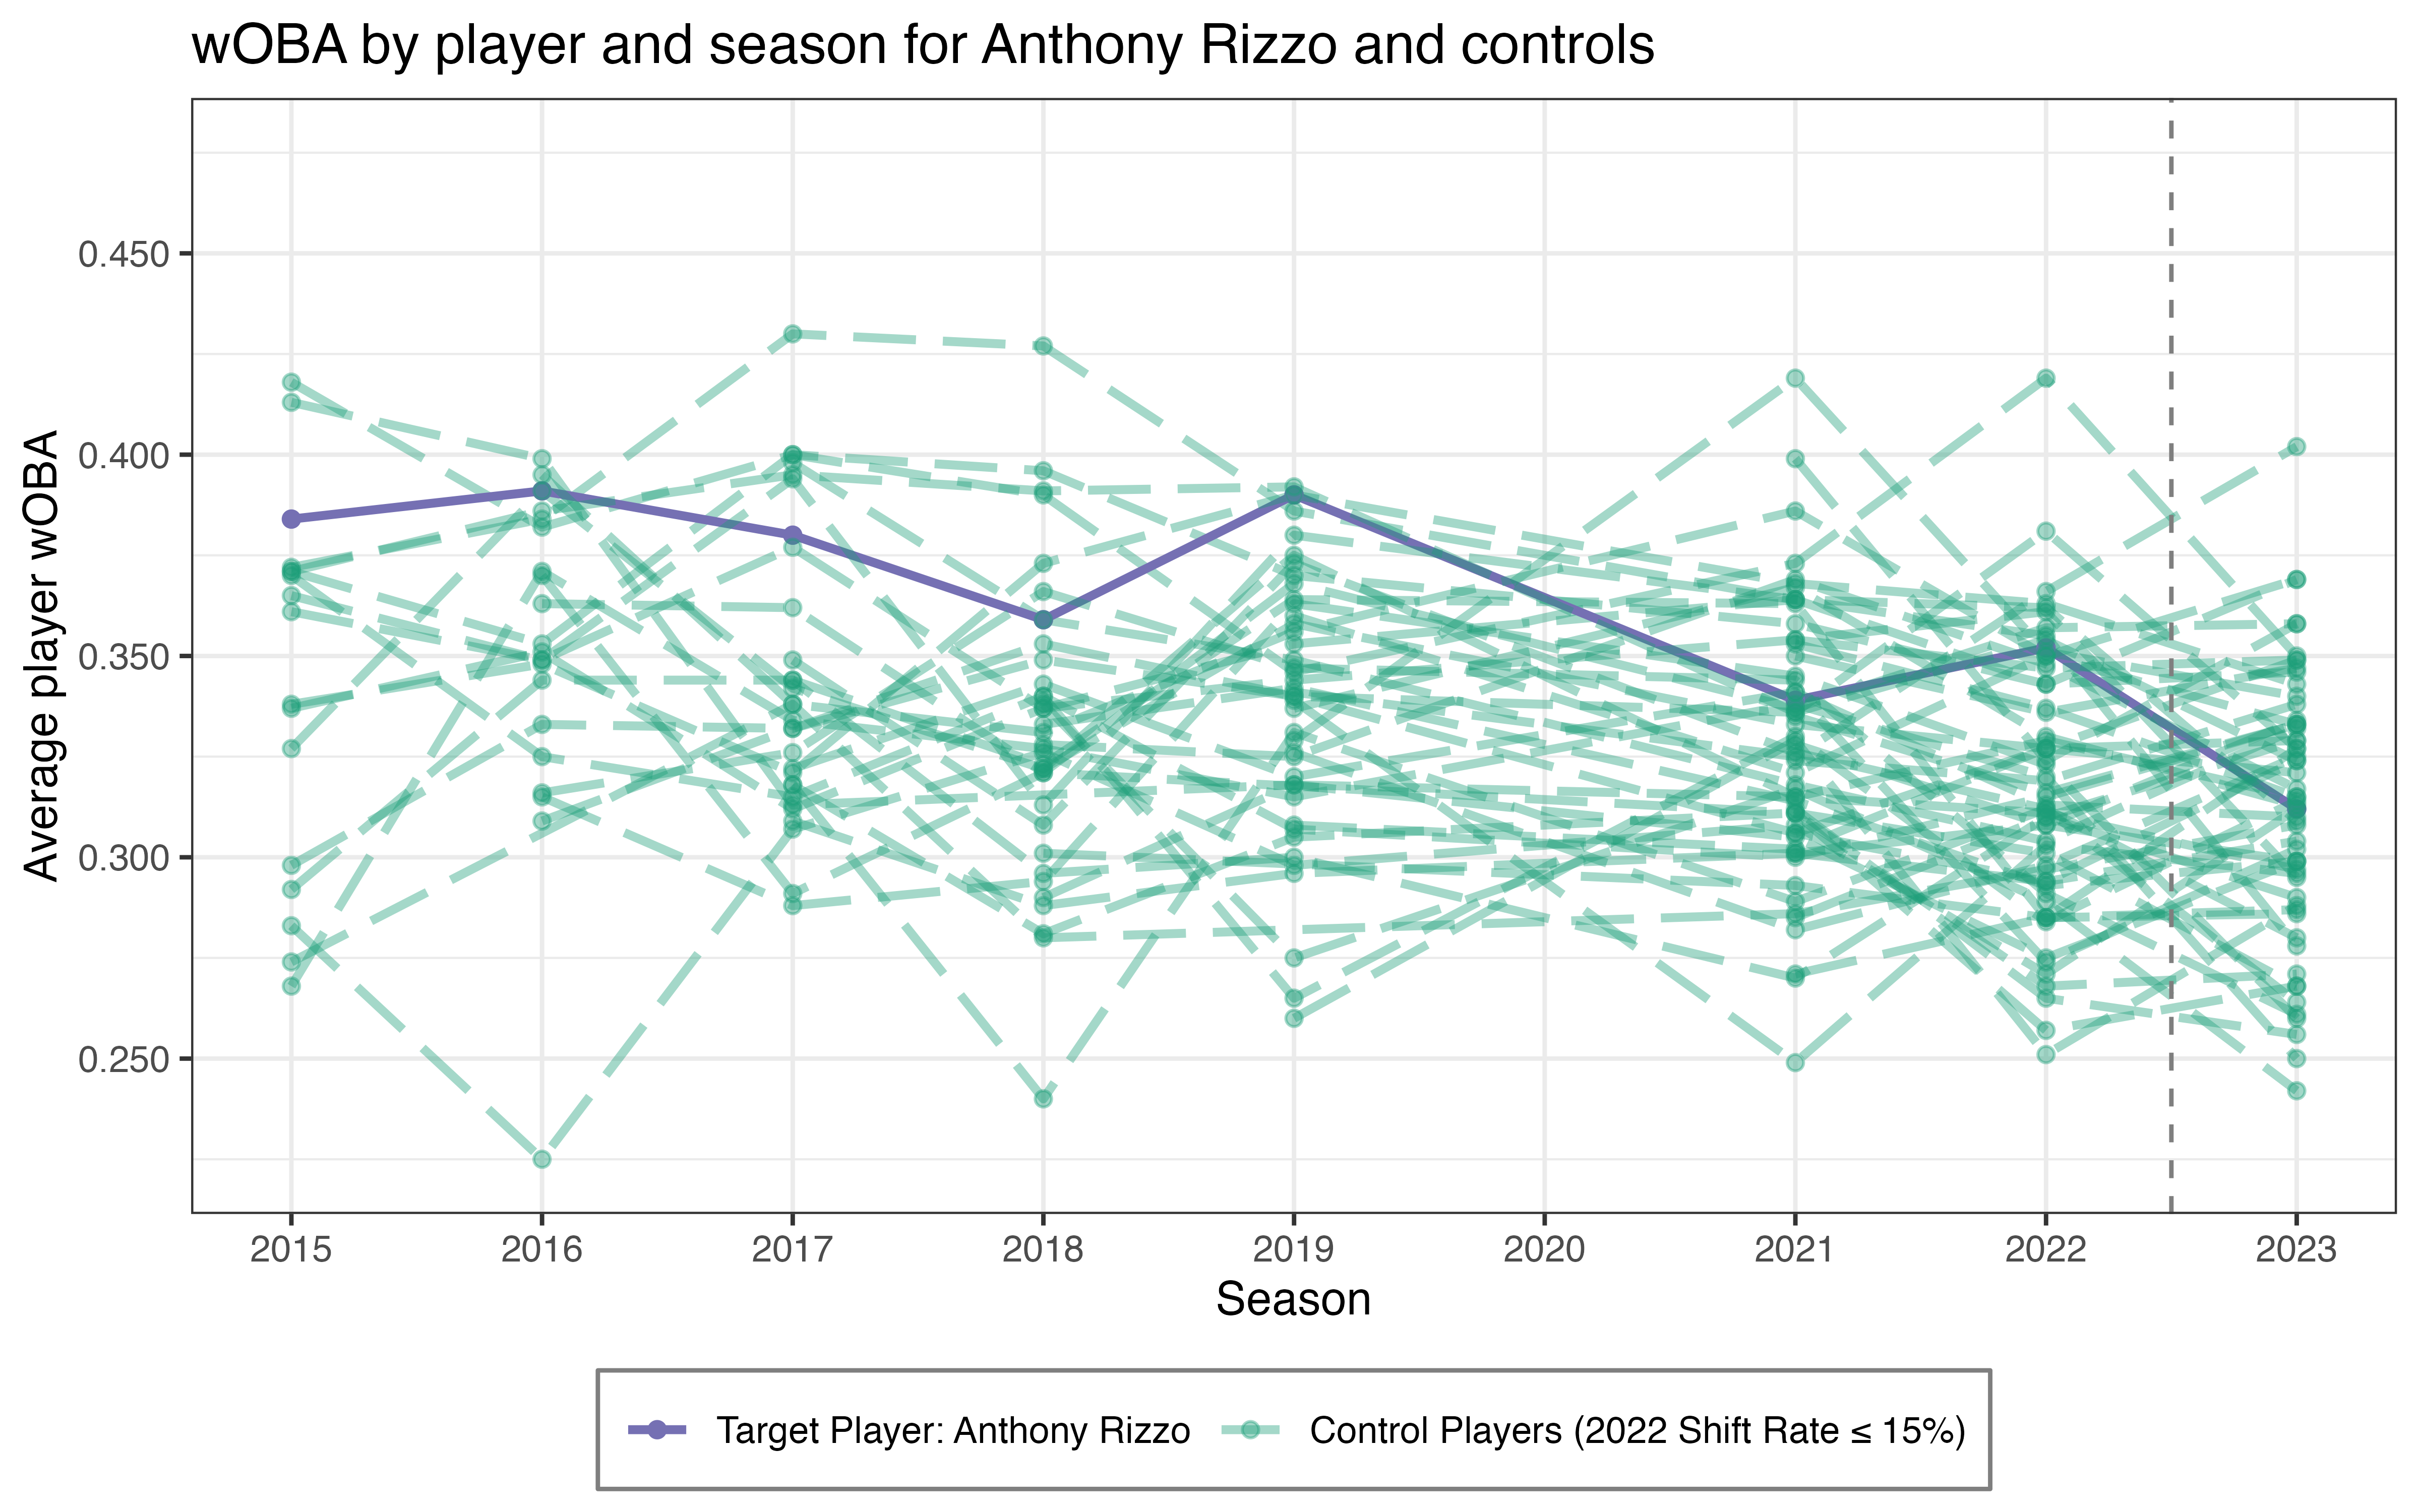 wOBA by player and season for Anthony Rizzo and controls
Average player wOBA
0.450
0.400
0.350
0.300
0.250
2015 2016 2017 2018 2019 2020 2021 2022 2023
Season
Target Player: Anthony Rizzo Control Players (2022 Shift Rate ≤ 15%)